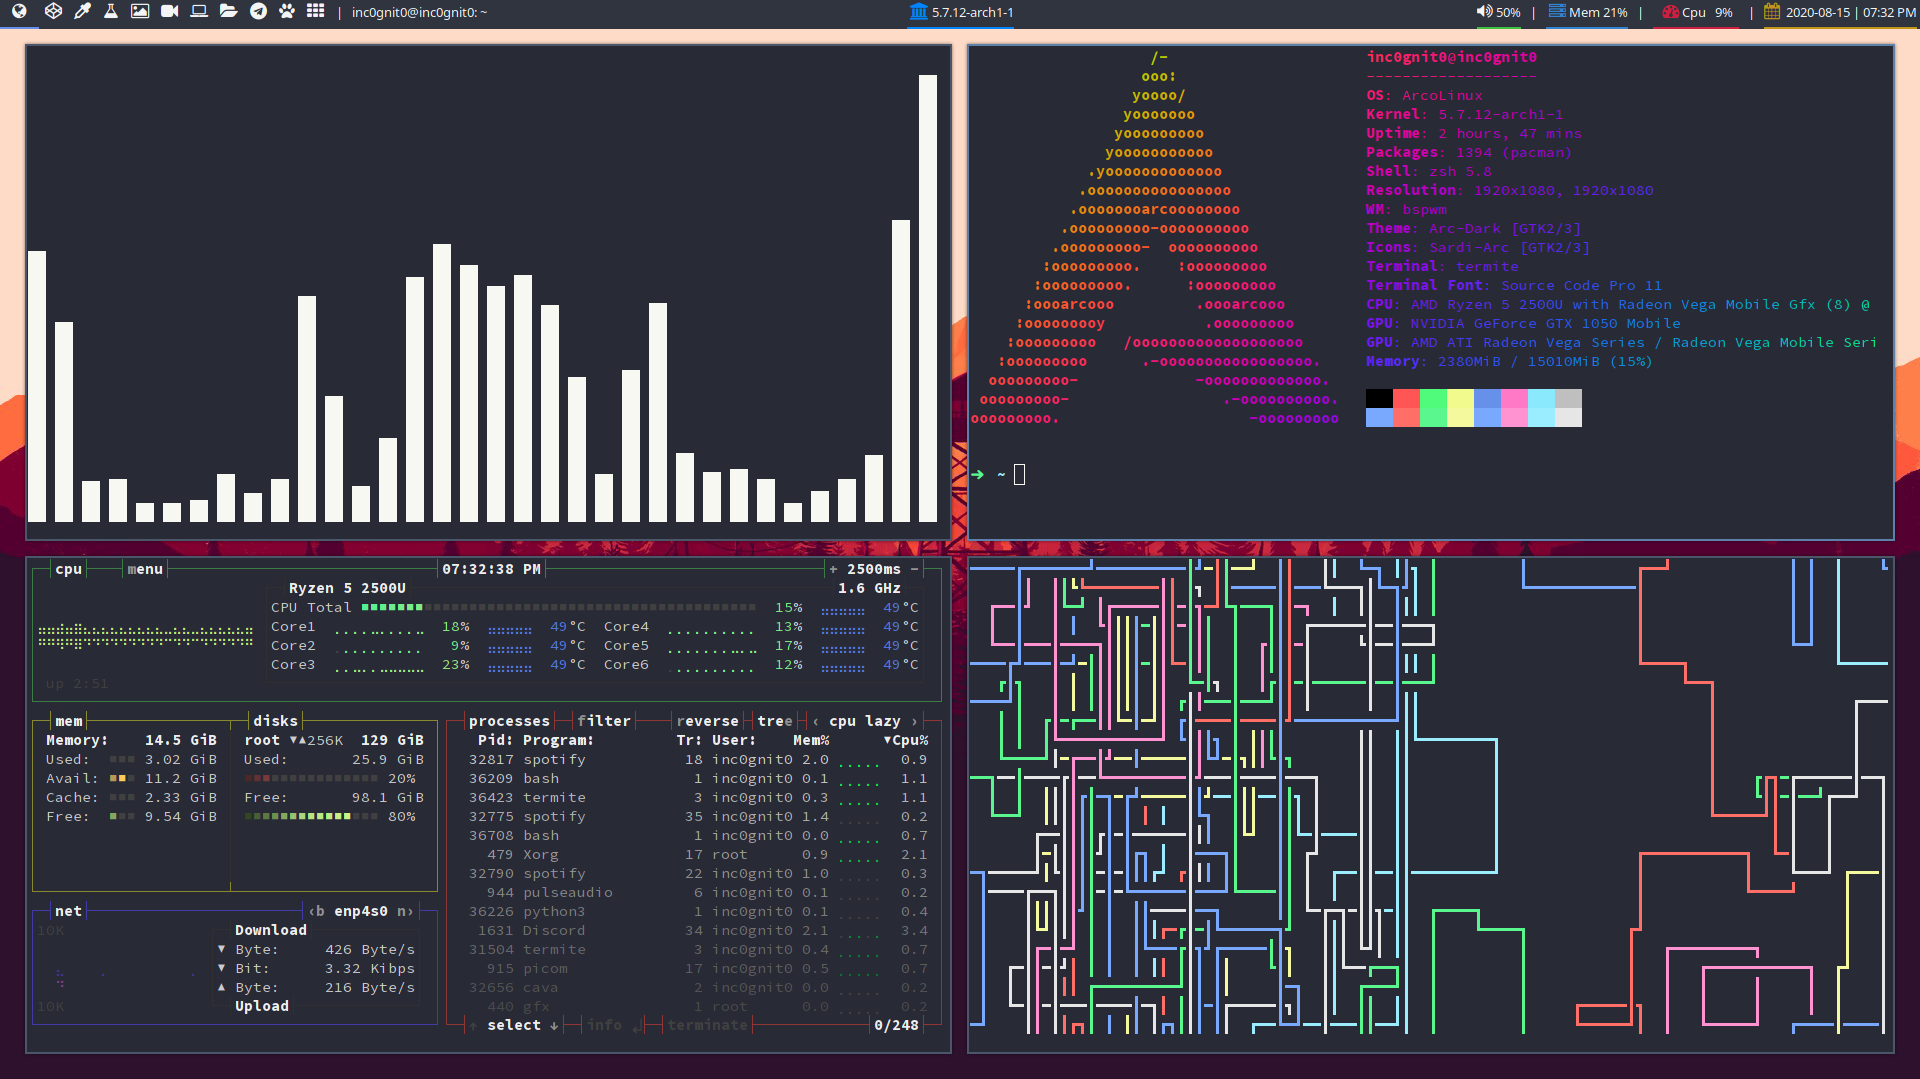 | inc0gnit0@inc0gnit0: ~
5.7.12-arch1-1
50% | Mem 21% | Cpu 9% | 2020-08-15 | 07:32 PM
/-
ooo:
yoooo/
yooooooo
yooooooooo
yooooooooooo
.yooooooooooooo
.oooooooooooooooo
.ooooooooarcoooooooo
.ooooooooo-oooooooooo
.ooooooooo-  oooooooooo
:ooooooooo.    :ooooooooo
:ooooooooo.      :ooooooooo
:oooarcooo         .oooarcooo
:ooooooooy           .ooooooooo
:ooooooooo   /ooooooooooooooooooo
:ooooooooo      .-ooooooooooooooooo.
ooooooooo-             -ooooooooooooo.
ooooooooo-                 .-oooooooooo.
ooooooooo.                     -ooooooooo
inc0gnit0@inc0gnit0
-------------------
OS: ArcoLinux
Kernel: 5.7.12-arch1-1
Uptime: 2 hours, 47 mins
Packages: 1394 (pacman)
Shell: zsh 5.8
Resolution: 1920x1080, 1920x1080
WM: bspwm
Theme: Arc-Dark [GTK2/3]
Icons: Sardi-Arc [GTK2/3]
Terminal: termite
Terminal Font: Source Code Pro 11
CPU: AMD Ryzen 5 2500U with Radeon Vega Mobile Gfx (8) @
GPU: NVIDIA GeForce GTX 1050 Mobile
GPU: AMD ATI Radeon Vega Series / Radeon Vega Mobile Seri
Memory: 2380MiB / 15010MiB (15%)
➜ ~
cpu menu 07:32:38 PM + 2500ms -
Ryzen 5 2500U 1.6 GHz
CPU Total 15% 49°C
Core1 18% 49°C Core4 13% 49°C
Core2 9% 49°C Core5 17% 49°C
Core3 23% 49°C Core6 12% 49°C
up 2:51
mem disks
Memory: 14.5 GiB root ▼▲256K 129 GiB
Used: 3.02 GiB Used: 25.9 GiB
Avail: 11.2 GiB 20%
Cache: 2.33 GiB Free: 98.1 GiB
Free: 9.54 GiB 80%
net ‹b enp4s0 n›
10K
Download
▼ Byte: 426 Byte/s
▼ Bit: 3.32 Kibps
▲ Byte: 216 Byte/s
10K
Upload
processes filter reverse tree ‹ cpu lazy ›
Pid: Program: Tr: User: Mem% ▼Cpu%
32817 spotify 18 inc0gnit0 2.0 0.9
36209 bash 1 inc0gnit0 0.1 1.1
36423 termite 3 inc0gnit0 0.3 1.1
32775 spotify 35 inc0gnit0 1.4 0.2
36708 bash 1 inc0gnit0 0.0 0.7
479 Xorg 17 root 0.9 2.1
32790 spotify 22 inc0gnit0 1.0 0.3
944 pulseaudio 6 inc0gnit0 0.1 0.2
36226 python3 1 inc0gnit0 0.1 0.4
1631 Discord 34 inc0gnit0 2.1 3.4
31504 termite 3 inc0gnit0 0.4 0.7
915 picom 17 inc0gnit0 0.5 0.7
32656 cava 2 inc0gnit0 0.0 0.2
440 gfx 1 root 0.0 0.2
↑ select ↓ info ↲ terminate 0/248